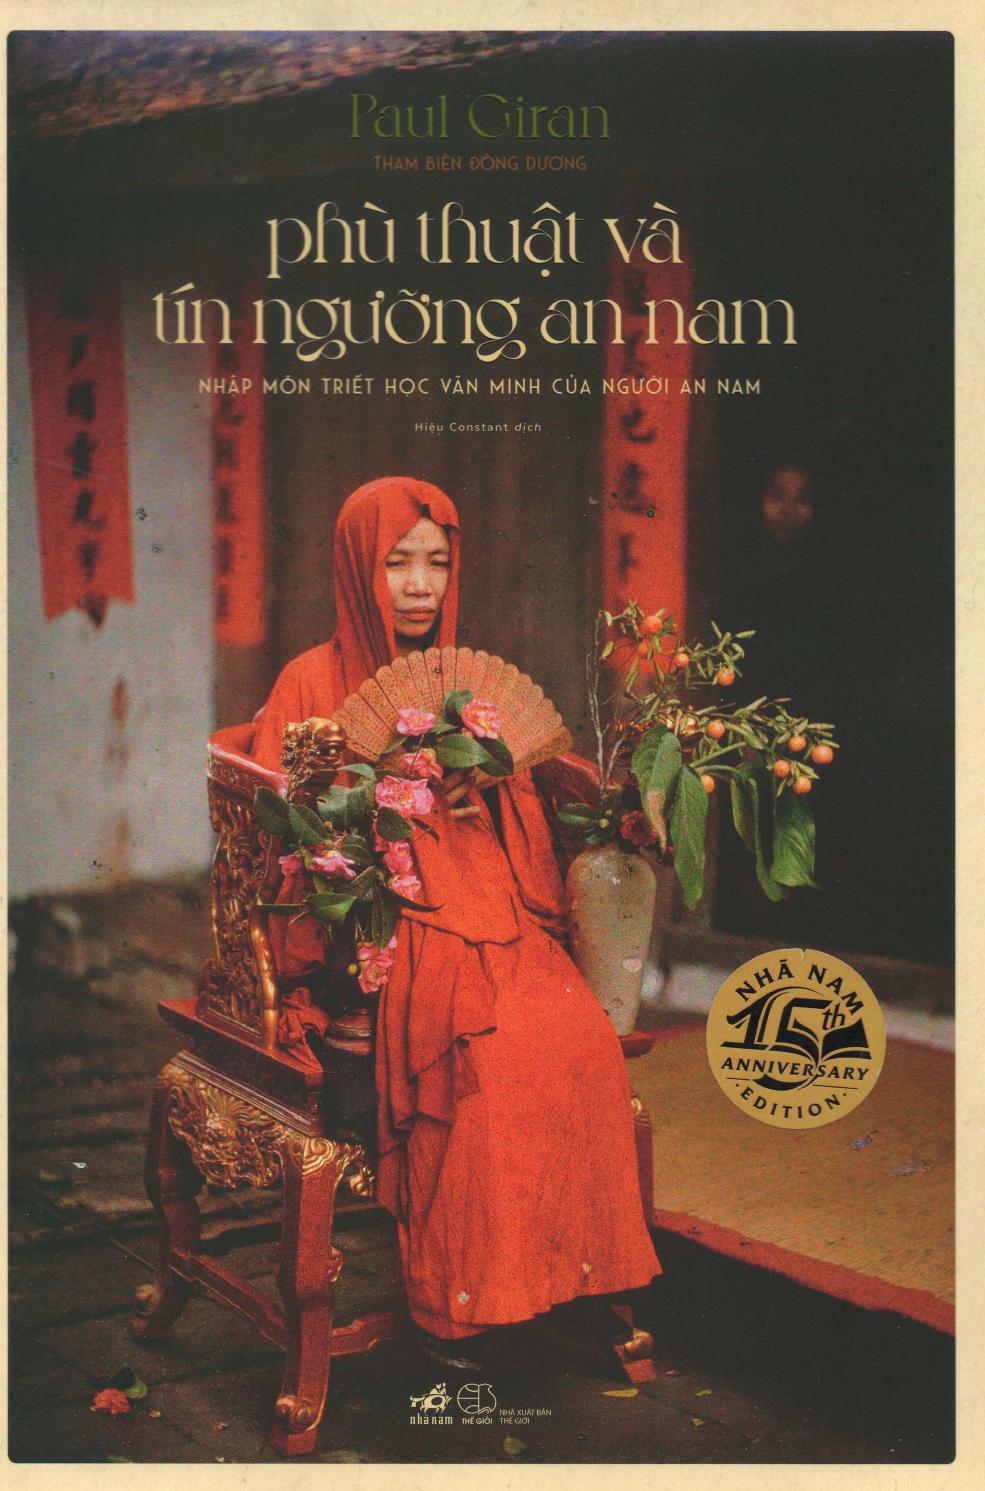 Paul Giran
THAM BIỆN ĐÔNG DƯƠNG
phù thuật và
tín ngưỡng an nam
NHẬP MÔN TRIẾT HỌC VĂN MINH CỦA NGƯỜI AN NAM
Hiệu Constant dịch
NHÃ NAM
15th
ANNIVERSARY
EDITION
nhã nam
THẾ GIỚI
NHÀ XUẤT BẢN
THẾ GIỚI